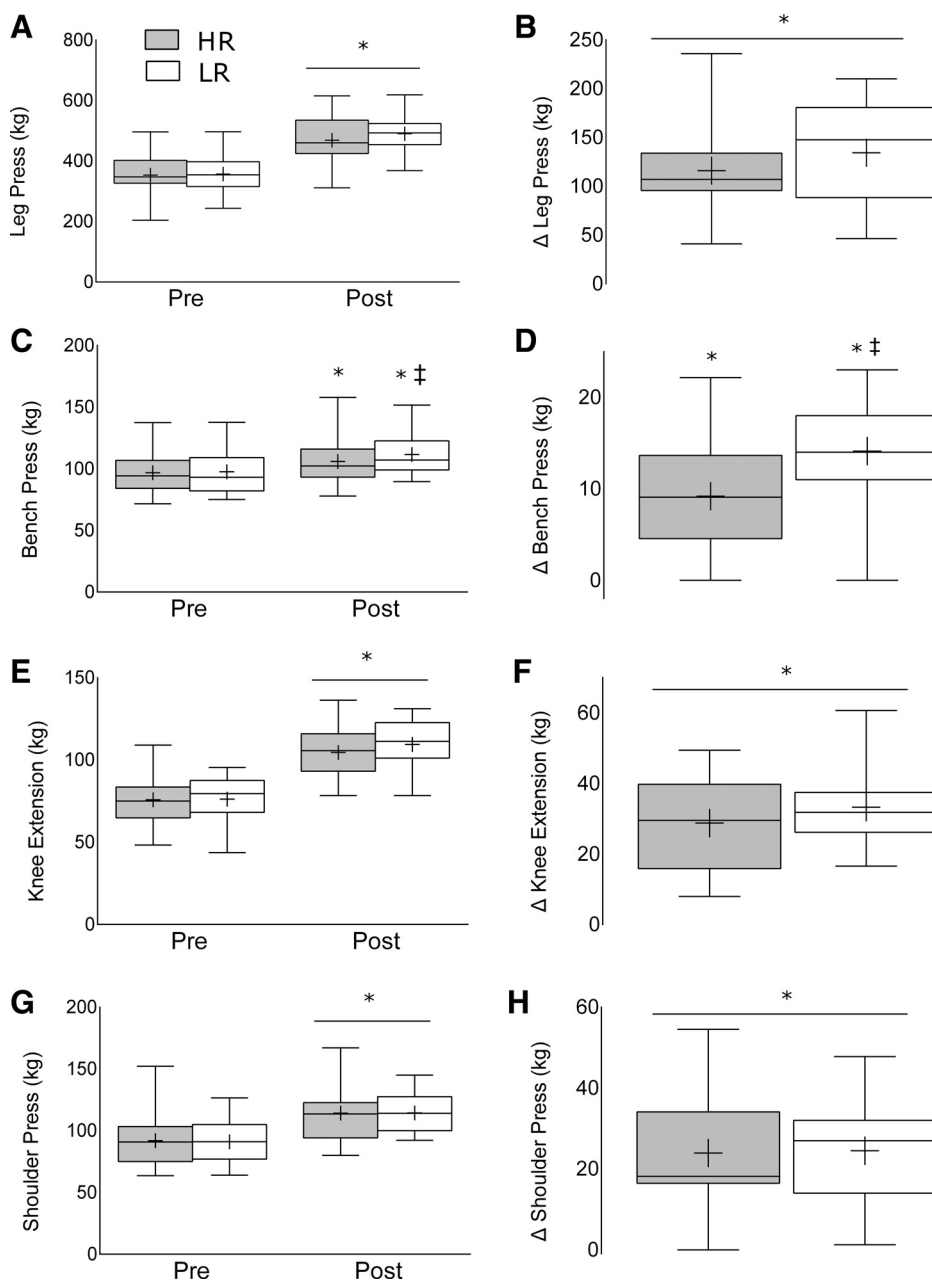 A
800
600
400
200
0
Leg Press (kg)
HR
LR
*
Pre
Post
B
250
200
150
100
50
0
Δ Leg Press (kg)
*
C
200
150
100
50
0
Bench Press (kg)
*
* ‡
Pre
Post
D
20
10
0
Δ Bench Press (kg)
*
* ‡
E
150
100
50
0
Knee Extension (kg)
*
Pre
Post
F
60
40
20
0
Δ Knee Extension (kg)
*
G
200
150
100
50
0
Shoulder Press (kg)
*
Pre
Post
H
60
40
20
0
Δ Shoulder Press (kg)
*